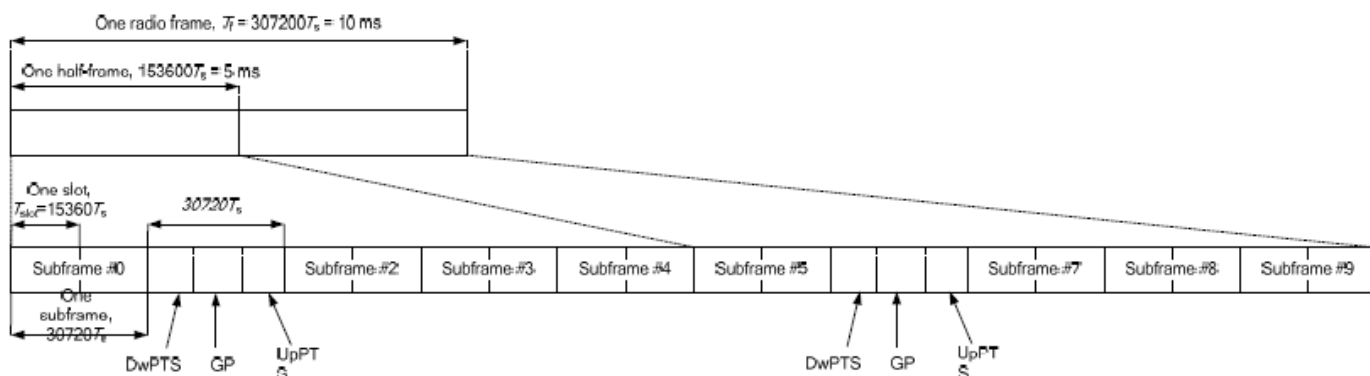 One radio frame, Tf = 307200Ts = 10 ms
One half-frame, 153600Ts = 5 ms
One slot,
Tslot=15360Ts
30720Ts
Subframe #0
Subframe #2
Subframe #3
Subframe #4
Subframe #5
Subframe #7
Subframe #8
Subframe #9
One
subframe,
30720Ts
DwPTS
GP
UpPT
S
DwPTS
GP
UpPT
S